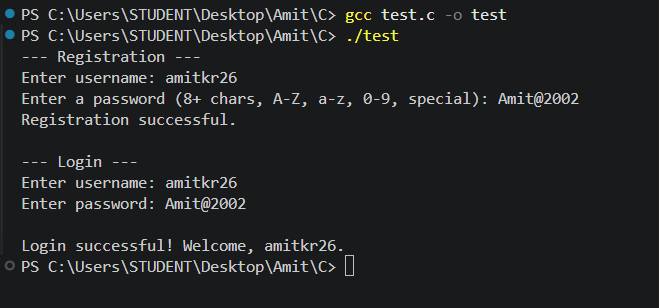 PS C:\Users\STUDENT\Desktop\Amit\C> gcc test.c -o test
PS C:\Users\STUDENT\Desktop\Amit\C> ./test
--- Registration ---
Enter username: amitkr26
Enter a password (8+ chars, A-Z, a-z, 0-9, special): Amit@2002
Registration successful.

--- Login ---
Enter username: amitkr26
Enter password: Amit@2002

Login successful! Welcome, amitkr26.
PS C:\Users\STUDENT\Desktop\Amit\C>